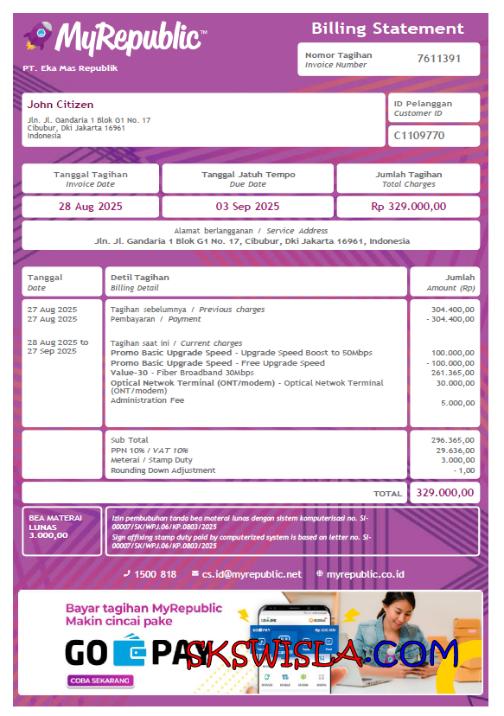 MyRepublic™
Billing Statement
PT. Eka Mas Republik
Nomor Tagihan
Invoice Number
7611391
John Citizen
Jln. Jl. Gandaria 1 Blok G1 No. 17
Cibubur, Dki Jakarta 16961
Indonesia
ID Pelanggan
Customer ID
C1109770
Tanggal Tagihan
Invoice Date
Tanggal Jatuh Tempo
Due Date
Jumlah Tagihan
Total Charges
28 Aug 2025
03 Sep 2025
Rp 329.000,00
Alamat berlangganan / Service Address
Jln. Jl. Gandaria 1 Blok G1 No. 17, Cibubur, Dki Jakarta 16961, Indonesia
Tanggal
Date
Detil Tagihan
Billing Detail
Jumlah
Amount (Rp)
27 Aug 2025 Tagihan sebelumnya / Previous charges 304.400,00
27 Aug 2025 Pembayaran / Payment - 304.400,00
28 Aug 2025 to Tagihan saat ini / Current charges
27 Sep 2025 Promo Basic Upgrade Speed - Upgrade Speed Boost to 50Mbps 100.000,00
Promo Basic Upgrade Speed - Free Upgrade Speed - 100.000,00
Value-30 - Fiber Broadband 30Mbps 261.365,00
Optical Netwok Terminal (ONT/modem) - Optical Netwok Terminal 30.000,00
(ONT/modem)
Administration Fee 5.000,00
Sub Total 296.365,00
PPN 10% / VAT 10% 29.636,00
Meterai / Stamp Duty 3.000,00
Rounding Down Adjustment - 1,00
TOTAL 329.000,00
BEA MATERAI
LUNAS
3.000,00
Izin pembubuhan tanda bea materai lunas dengan sistem komputerisasi no. SI-
00007/SK/WPJ.06/KP.0803/2025
Sign affixing stamp duty paid by computerized system is based on letter no. SI-
00007/SK/WPJ.06/KP.0803/2025
1500 818 cs.id@myrepublic.net myrepublic.co.id
Bayar tagihan MyRepublic
Makin cincai pake
GO PAY
SKSWISLA.COM
COBA SEKARANG